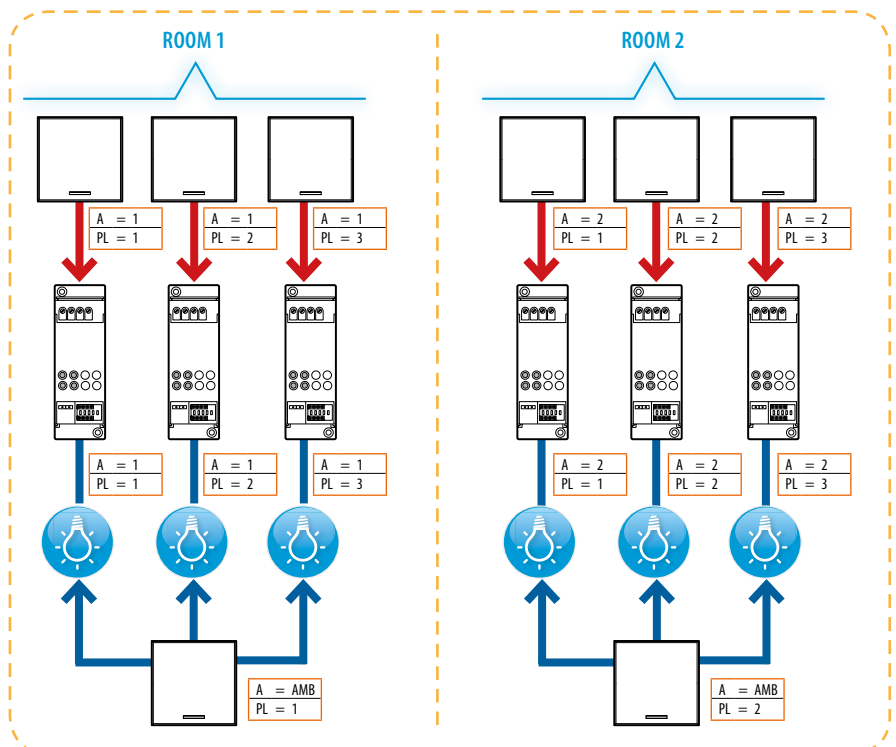 ROOM 1
ROOM 2
A = 1
PL = 1
A = 1
PL = 2
A = 1
PL = 3
A = 2
PL = 1
A = 2
PL = 2
A = 2
PL = 3
A = 1
PL = 1
A = 1
PL = 2
A = 1
PL = 3
A = 2
PL = 1
A = 2
PL = 2
A = 2
PL = 3
A = AMB
PL = 1
A = AMB
PL = 2